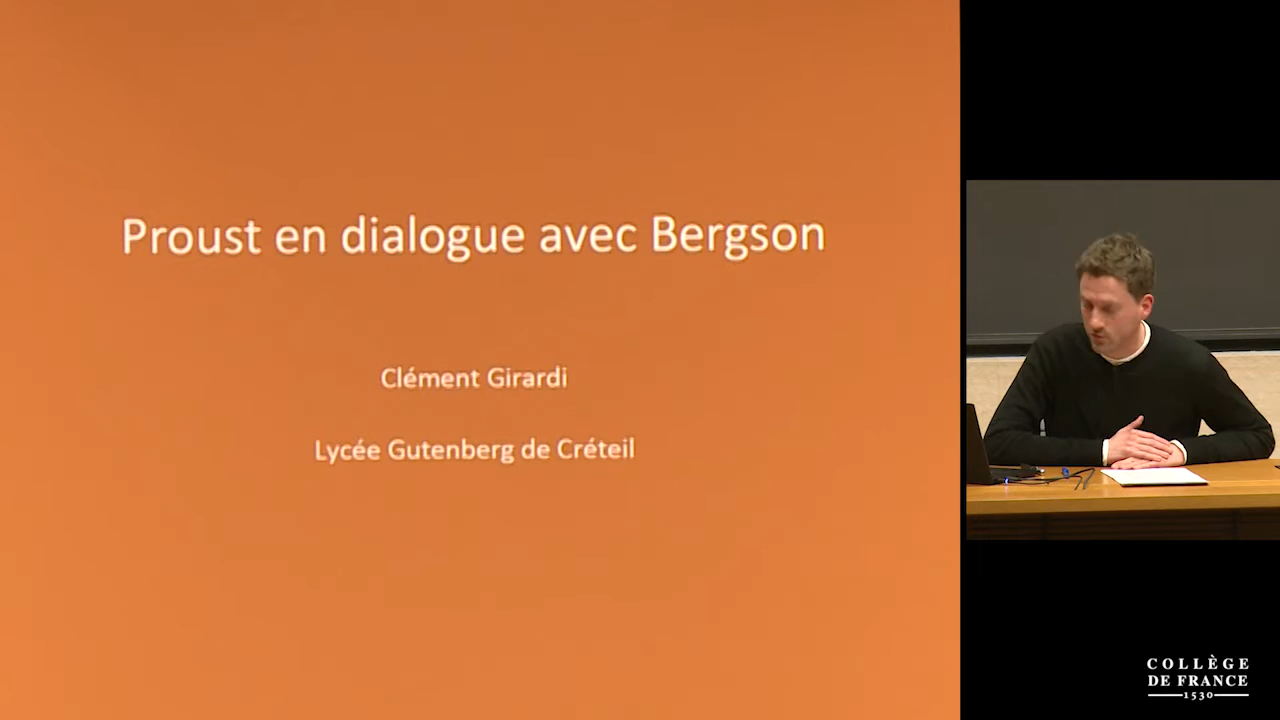 Proust en dialogue avec Bergson
Clément Girardi
Lycée Gutenberg de Créteil
COLLÈGE
DE FRANCE
1530